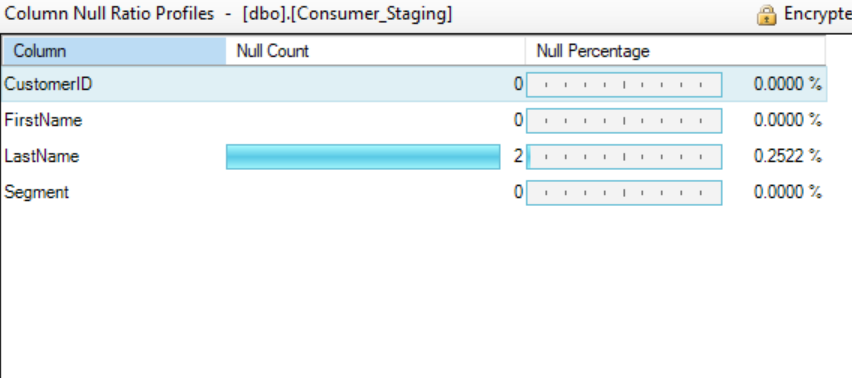 Column Null Ratio Profiles - [dbo].[Consumer_Staging] Encrypte
Column Null Count Null Percentage
CustomerID 0 0.0000 %
FirstName 0 0.0000 %
LastName 2 0.2522 %
Segment 0 0.0000 %